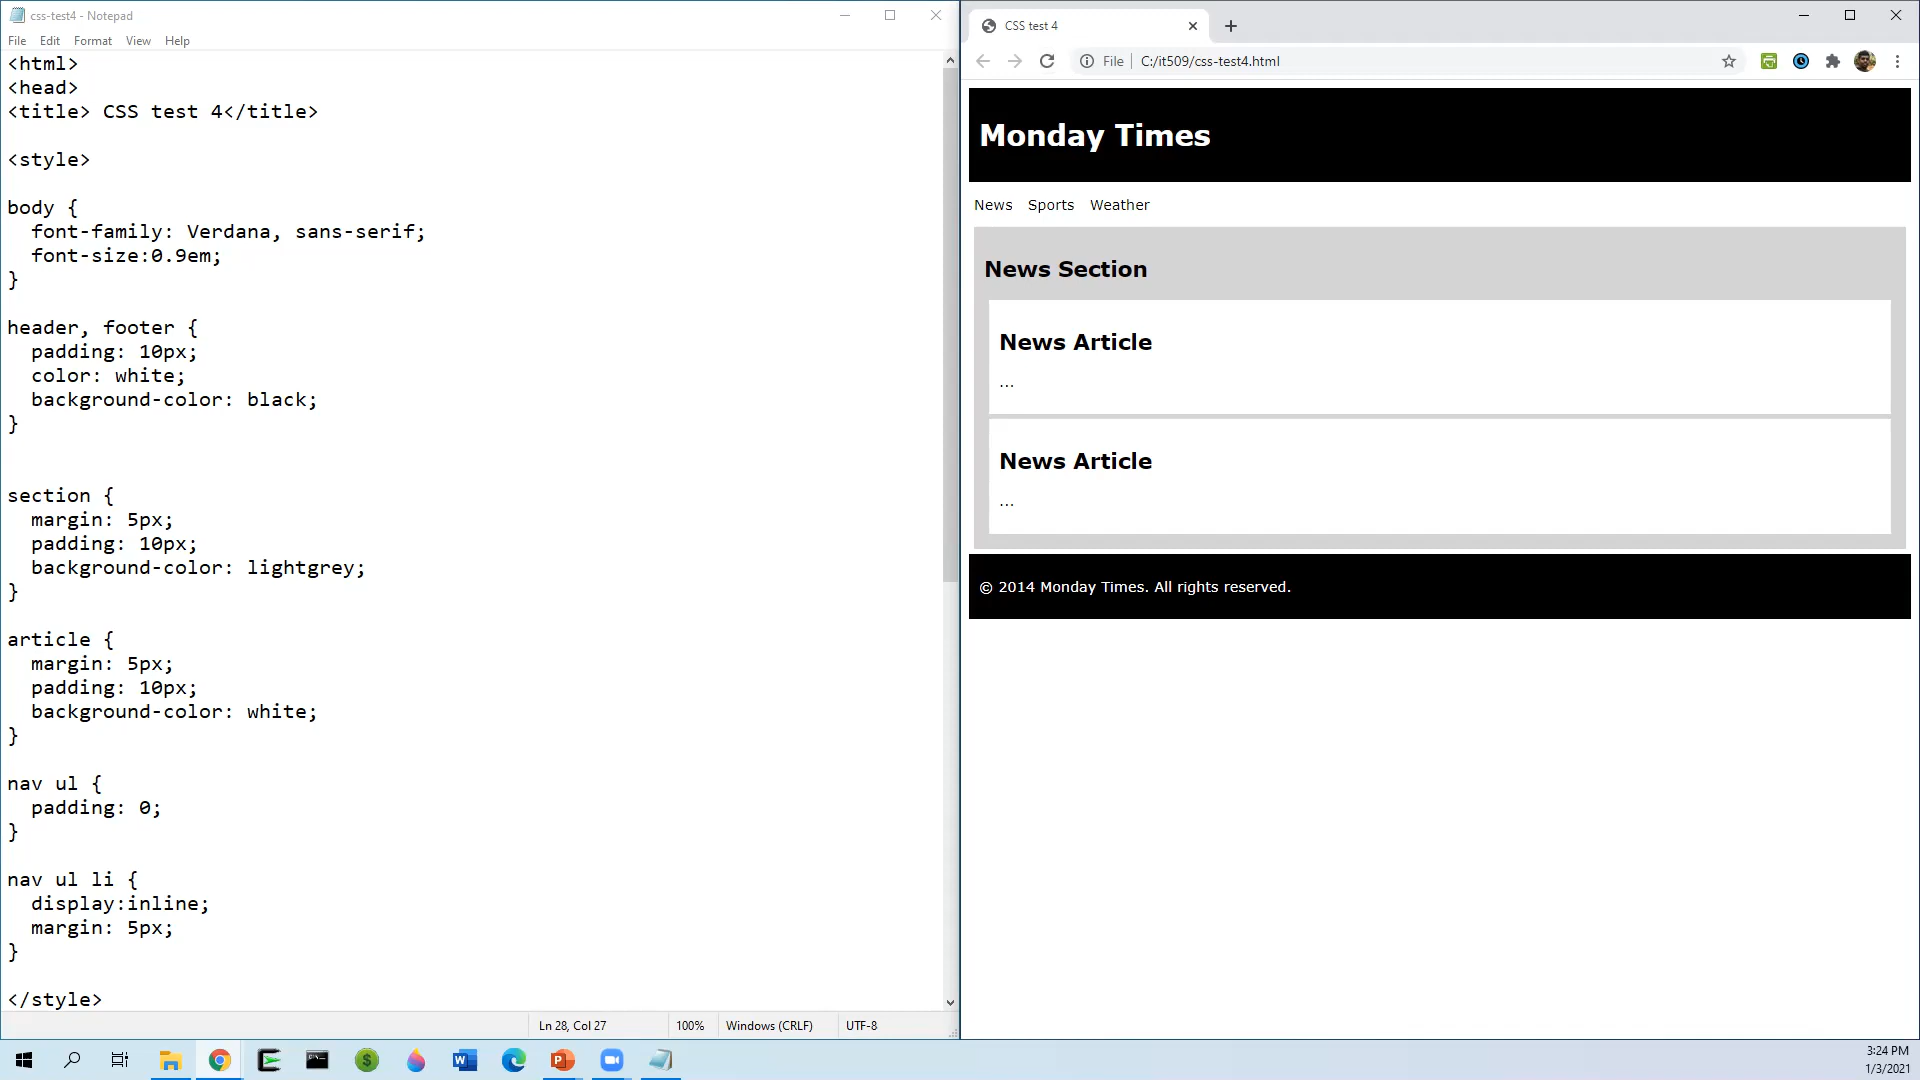 css-test4 - Notepad
File Edit Format View Help
<html>
<head>
<title> CSS test 4</title>
<style>
body {
font-family: Verdana, sans-serif;
font-size:0.9em;
}
header, footer {
padding: 10px;
color: white;
background-color: black;
}
section {
margin: 5px;
padding: 10px;
background-color: lightgrey;
}
article {
margin: 5px;
padding: 10px;
background-color: white;
}
nav ul {
padding: 0;
}
nav ul li {
display:inline;
margin: 5px;
}
</style>
Ln 28, Col 27 100% Windows (CRLF) UTF-8
CSS test 4
File C:/it509/css-test4.html
Monday Times
News Sports Weather
News Section
News Article
...
News Article
...
© 2014 Monday Times. All rights reserved.
3:24 PM
1/3/2021